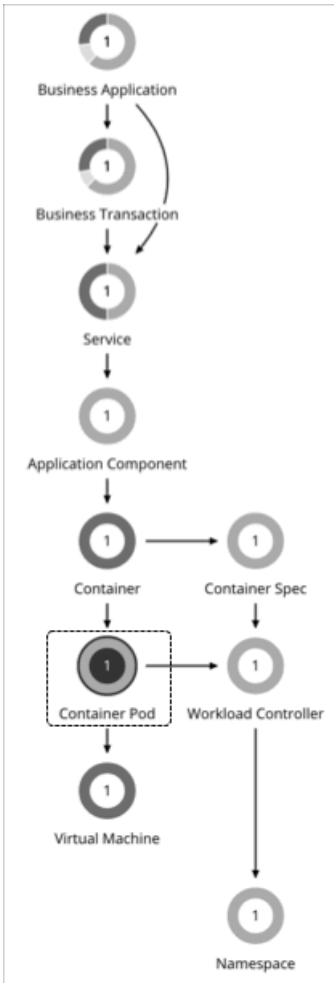 1
Business Application
1
Business Transaction
1
Service
1
Application Component
1 1
Container Container Spec
1 1
Container Pod Workload Controller
1
Virtual Machine
1
Namespace